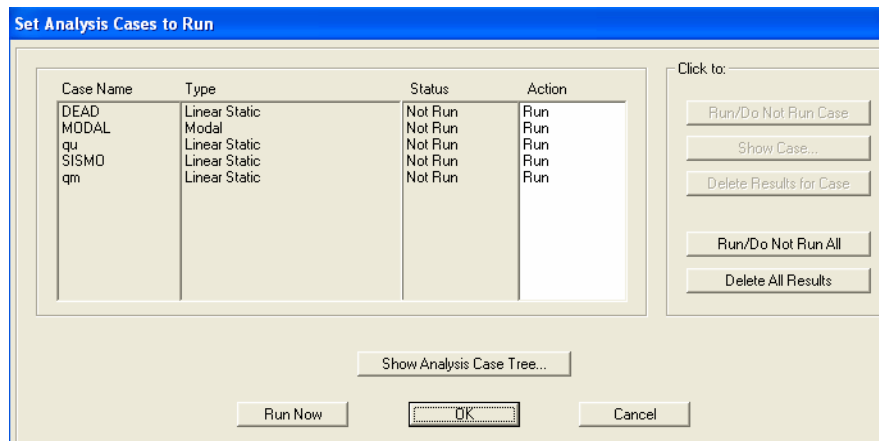 Set Analysis Cases to Run
Case Name Type Status Action
DEAD Linear Static Not Run Run
MODAL Modal Not Run Run
qu Linear Static Not Run Run
SISMO Linear Static Not Run Run
qm Linear Static Not Run Run
Click to:
Run/Do Not Run Case
Show Case...
Delete Results for Case
Run/Do Not Run All
Delete All Results
Show Analysis Case Tree...
Run Now OK Cancel